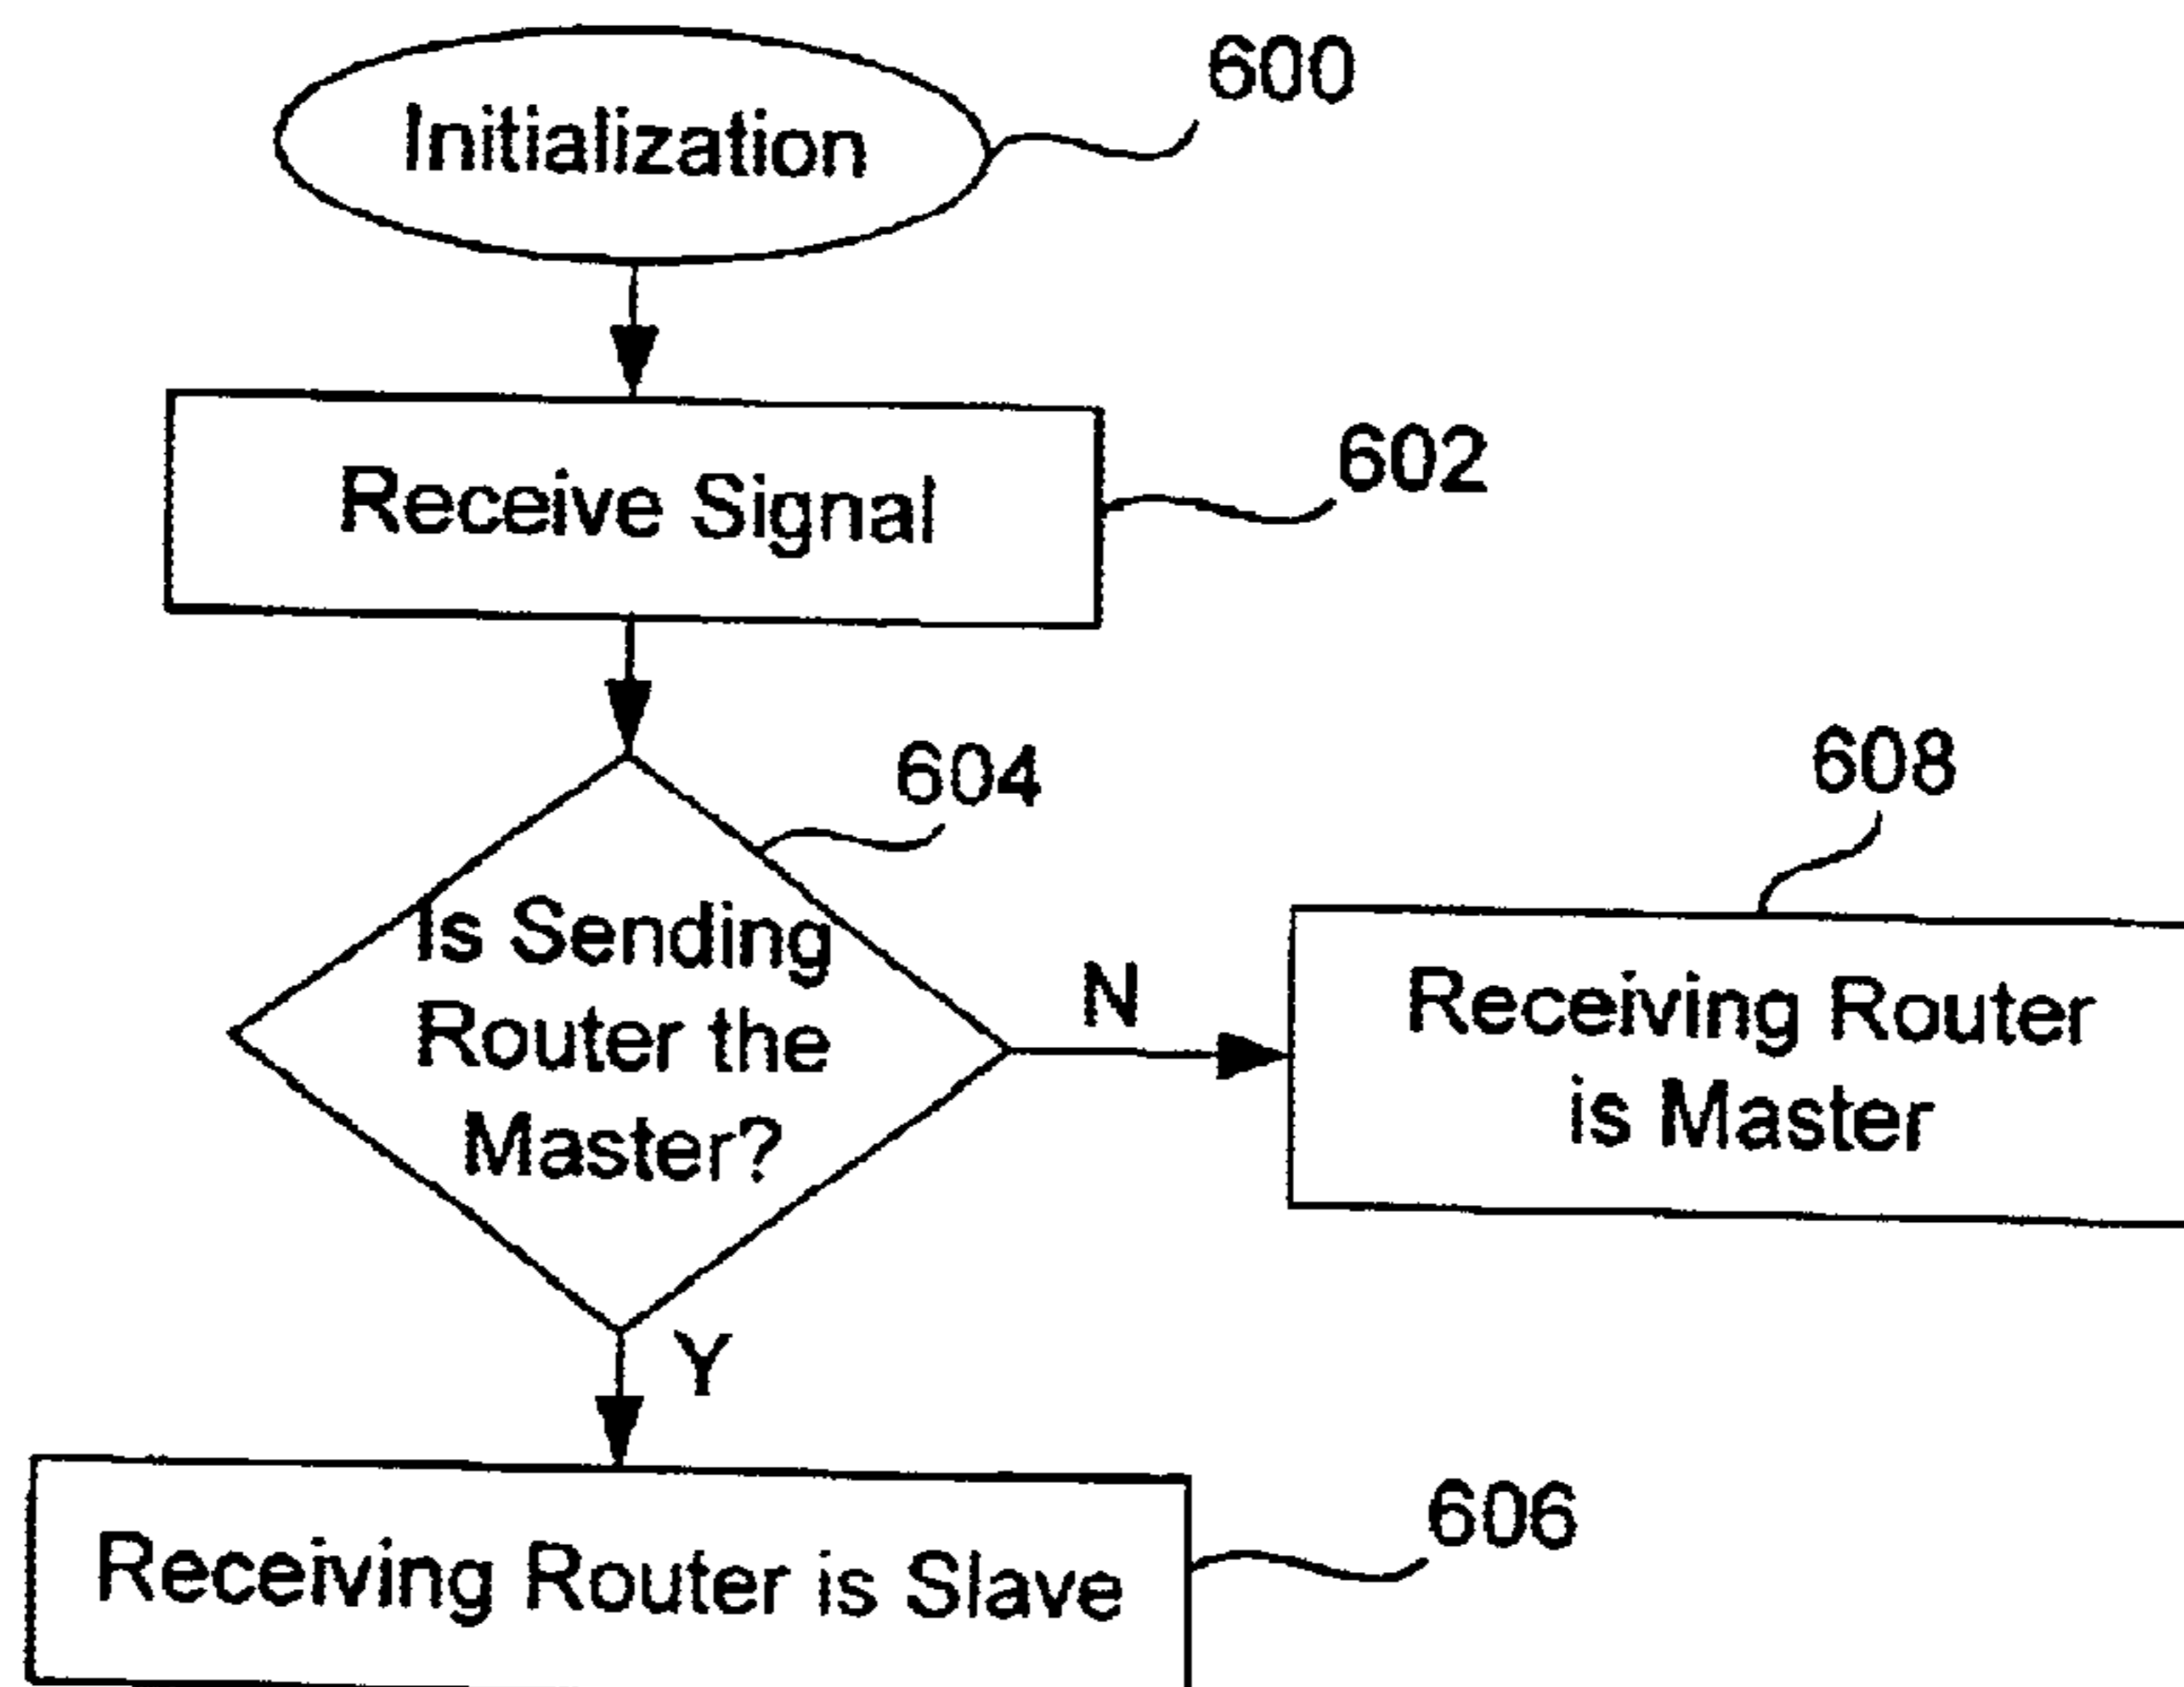 Initialization
600
Receive Signal
602
604
Is Sending
Router the
Master?
N
608
Receiving Router
is Master
Y
Receiving Router is Slave
606